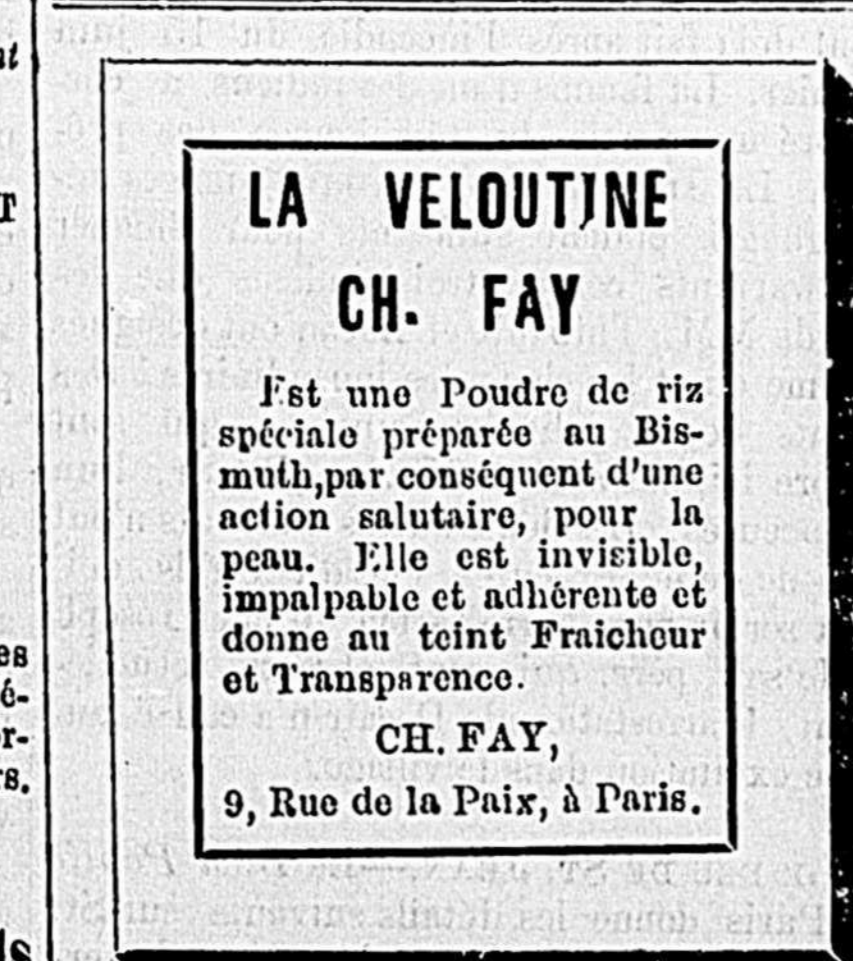 LA VELOUTINE
CH. FAY
Est une Poudre de riz
spéciale préparée au Bis-
muth, par conséquent d'une
action salutaire, pour la
peau. Elle est invisible,
impalpable et adhérente et
donne au teint Fraicheur
et Transparence.
CH. FAY,
9, Rue de la Paix, à Paris.